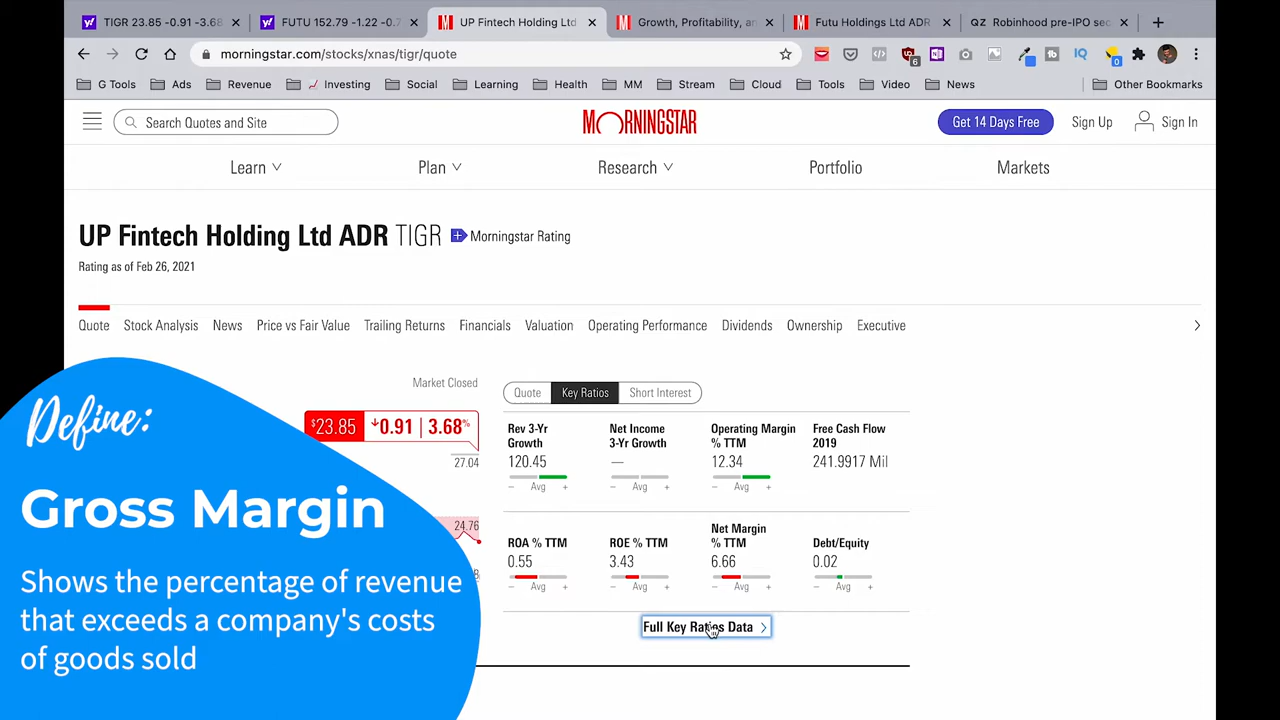 TIGR 23.85 -0.91 -3.68
FUTU 152.79 -1.22 -0.7
UP Fintech Holding Ltd
Growth, Profitability, an
Futu Holdings Ltd ADR
QZ Robinhood pre-IPO sec
morningstar.com/stocks/xnas/tigr/quote
6
IQ
0
G Tools
Ads
Revenue
Investing
Social
Learning
Health
MM
Stream
Cloud
Tools
Video
News
Other Bookmarks
Search Quotes and Site
MORNINGSTAR
Get 14 Days Free
Sign Up
Sign In
Learn
Plan
Research
Portfolio
Markets
UP Fintech Holding Ltd ADR TIGR
Morningstar Rating
Rating as of Feb 26, 2021
Quote
Stock Analysis
News
Price vs Fair Value
Trailing Returns
Financials
Valuation
Operating Performance
Dividends
Ownership
Executive
Market Closed
$23.85
0.91 | 3.68%
27.04
24.76
Quote
Key Ratios
Short Interest
Rev 3-Yr
Growth
120.45
– Avg +
Net Income
3-Yr Growth
—
– Avg +
Operating Margin
% TTM
12.34
– Avg +
Free Cash Flow
2019
241.9917 Mil
ROA % TTM
0.55
– Avg +
ROE % TTM
3.43
– Avg +
Net Margin
% TTM
6.66
– Avg +
Debt/Equity
0.02
– Avg +
Full Key Ratios Data
Define:
Gross Margin
Shows the percentage of revenue
that exceeds a company's costs
of goods sold